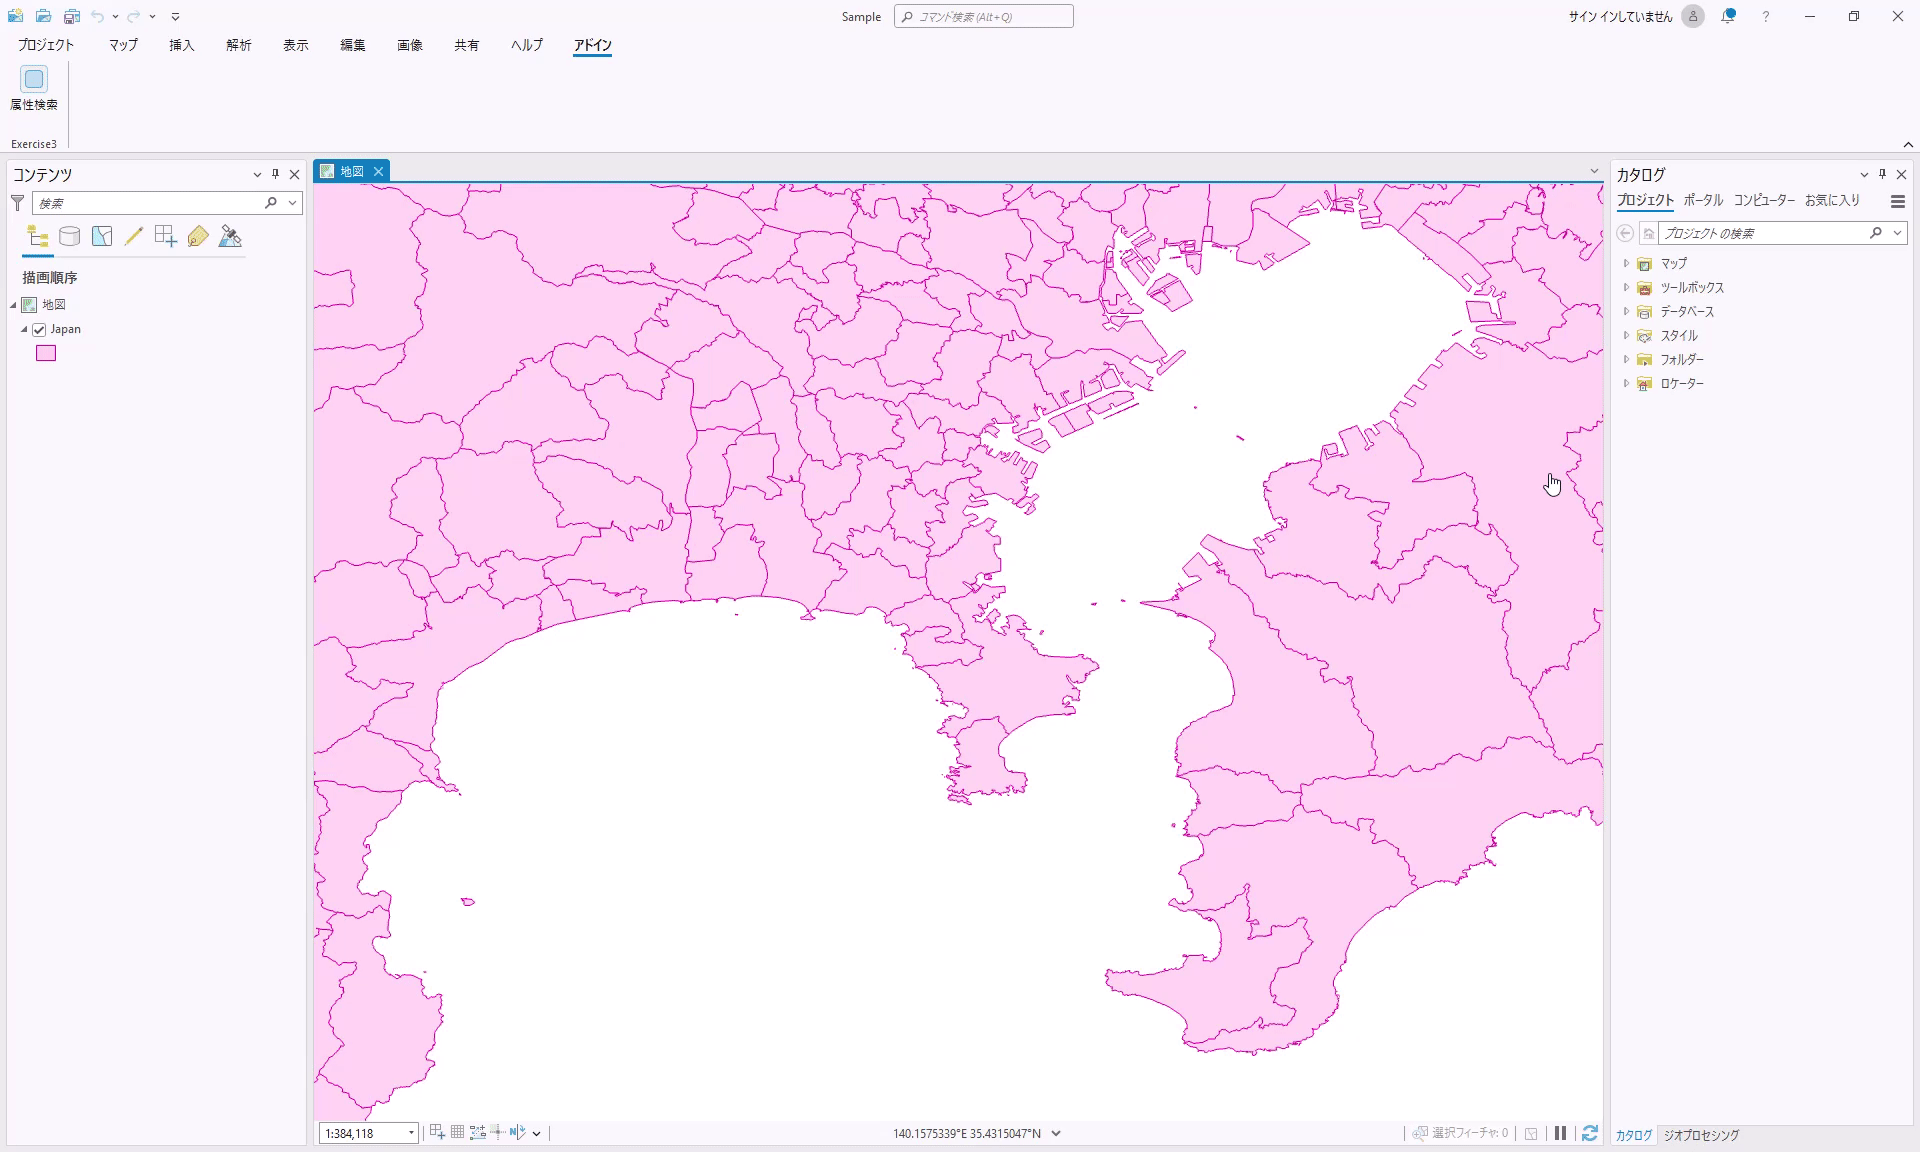 Sample
コマンド検索 (Alt+Q)
サイン インしていません
プロジェクト マップ 挿入 解析 表示 編集 画像 共有 ヘルプ アドイン
属性検索
Exercise3
コンテンツ
検索
描画順序
地図
Japan
地図
1:384,118
140.1575339°E 35.4315047°N
選択フィーチャ: 0
カタログ
プロジェクト ポータル コンピューター お気に入り
プロジェクトの検索
マップ
ツールボックス
データベース
スタイル
フォルダー
ロケーター
カタログ ジオプロセシング